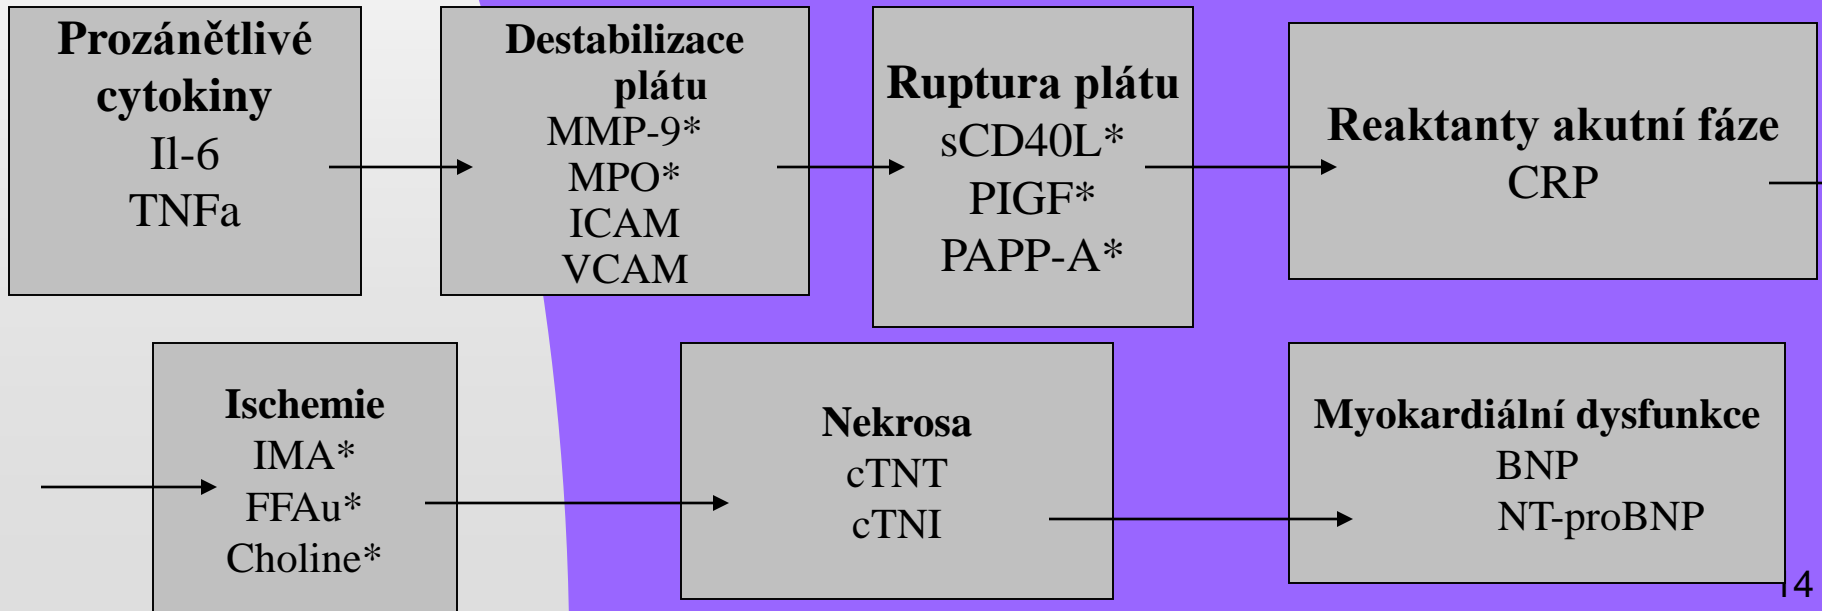 Prozánětlivé
cytokiny
Il-6
TNFa
Destabilizace
plátu
MMP-9*
MPO*
ICAM
VCAM
Ruptura plátu
sCD40L*
PIGF*
PAPP-A*
Reaktanty akutní fáze
CRP
Ischemie
IMA*
FFAu*
Choline*
Nekrosa
cTNT
cTNI
Myokardiální dysfunkce
BNP
NT-proBNP
14